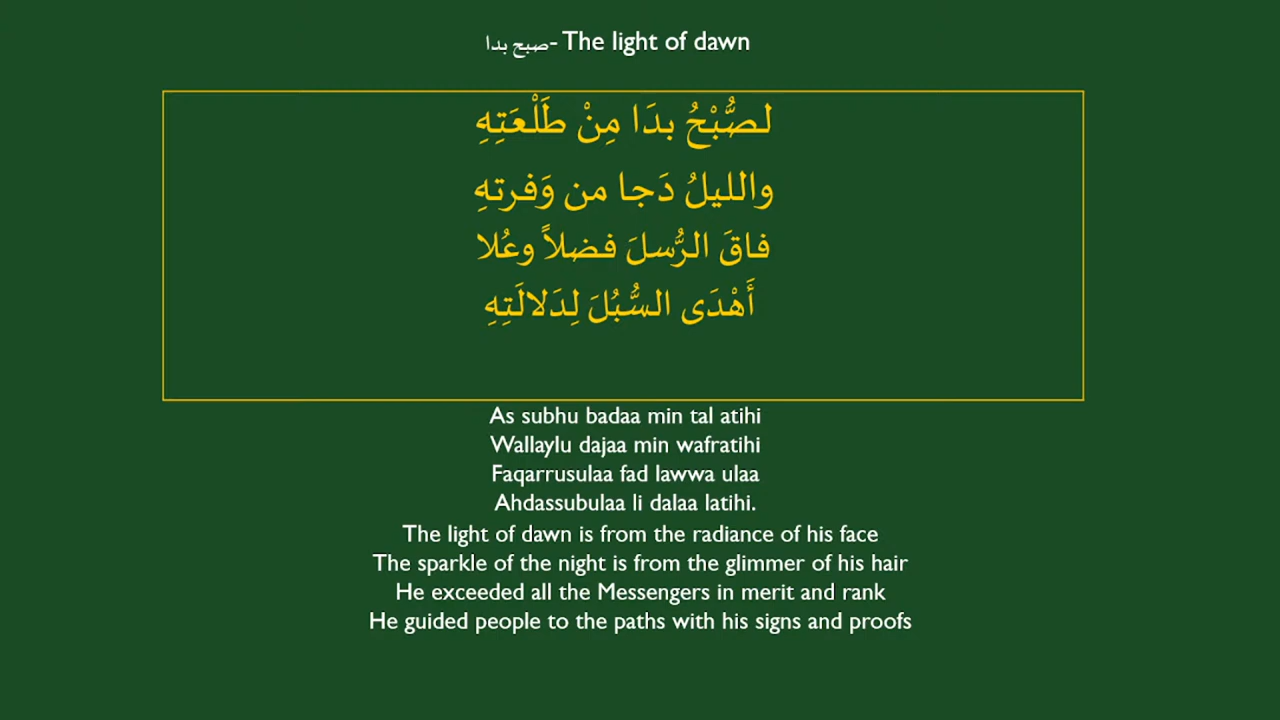 صبح بدا- The light of dawn
لصُّبْحُ بدَا مِنْ طَلْعَتِهِ
والليلُ دَجا من وَفرتهِ
فاقَ الرُّسلَ فضلاً وعُلا
أَهْدَى السُّبُلَ لِدَلالَتِهِ
As subhu badaa min tal atihi
Wallaylu dajaa min wafratihi
Faqarrusulaa fad lawwa ulaa
Ahdassubulaa li dalaa latihi.
The light of dawn is from the radiance of his face
The sparkle of the night is from the glimmer of his hair
He exceeded all the Messengers in merit and rank
He guided people to the paths with his signs and proofs